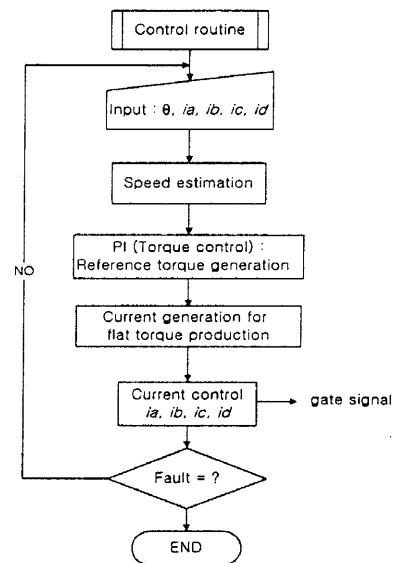 Control routine
Input : θ, ia, ib, ic, id
Speed estimation
PI (Torque control) :
Reference torque generation
NO
Current generation for
flat torque production
Current control
ia, ib, ic, id
gate signal
Fault = ?
END